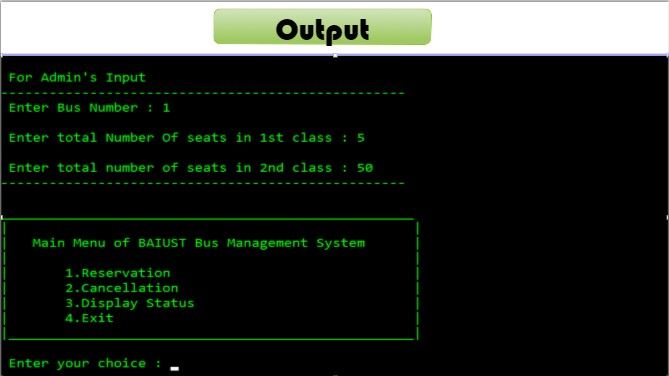 Output
For Admin's Input
--------------------------------------------------
Enter Bus Number : 1
Enter total Number Of seats in 1st class : 5
Enter total number of seats in 2nd class : 50
--------------------------------------------------
Main Menu of BAIUST Bus Management System
1.Reservation
2.Cancellation
3.Display Status
4.Exit
Enter your choice : _